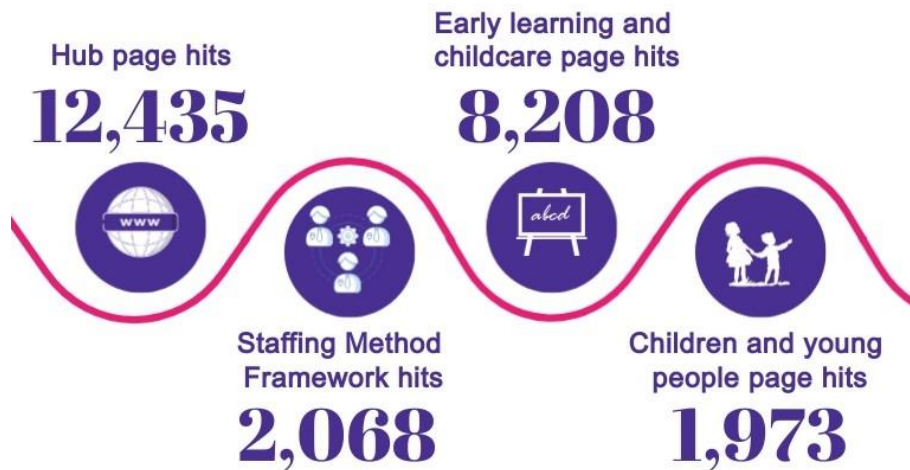 Hub page hits
12,435
www
Staffing Method
Framework hits
2,068
Early learning and
childcare page hits
8,208
abcd
Children and young
people page hits
1,973